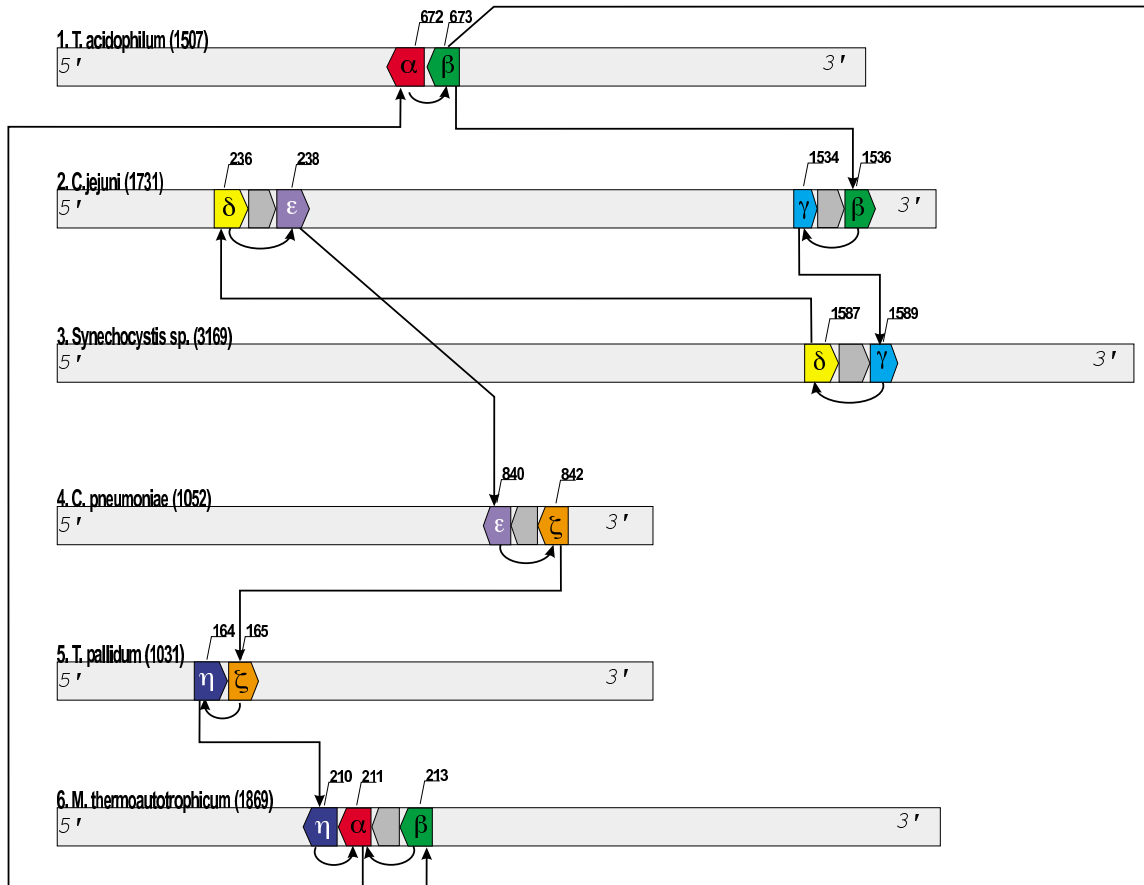 672 673
1. T. acidophilum (1507)
5' α β 3'
236 238 1534 1536
2. C.jejuni (1731)
5' δ ε γ β 3'
1587 1589
3. Synechocystis sp. (3169)
5' δ γ 3'
840 842
4. C. pneumoniae (1052)
5' ε ζ 3'
164 165
5. T. pallidum (1031)
5' η ζ 3'
210 211 213
6. M. thermoautotrophicum (1869)
5' η α β 3'